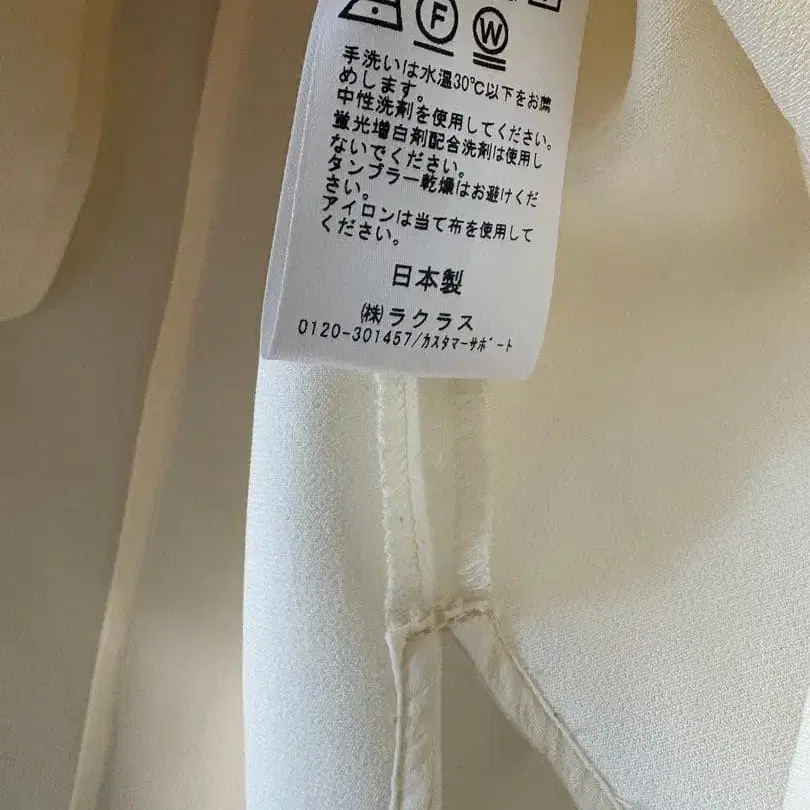 F W
手洗いは水温30℃以下をお薦
めします。
中性洗剤を使用してください。
蛍光増白剤配合洗剤は使用し
ないでください。
タンブラー乾燥はお避けくだ
さい。
アイロンは当て布を使用して
ください。
日本製
㈱ラクラス
0120-301457/ｶｽﾀﾏｰｻﾎﾟｰﾄ